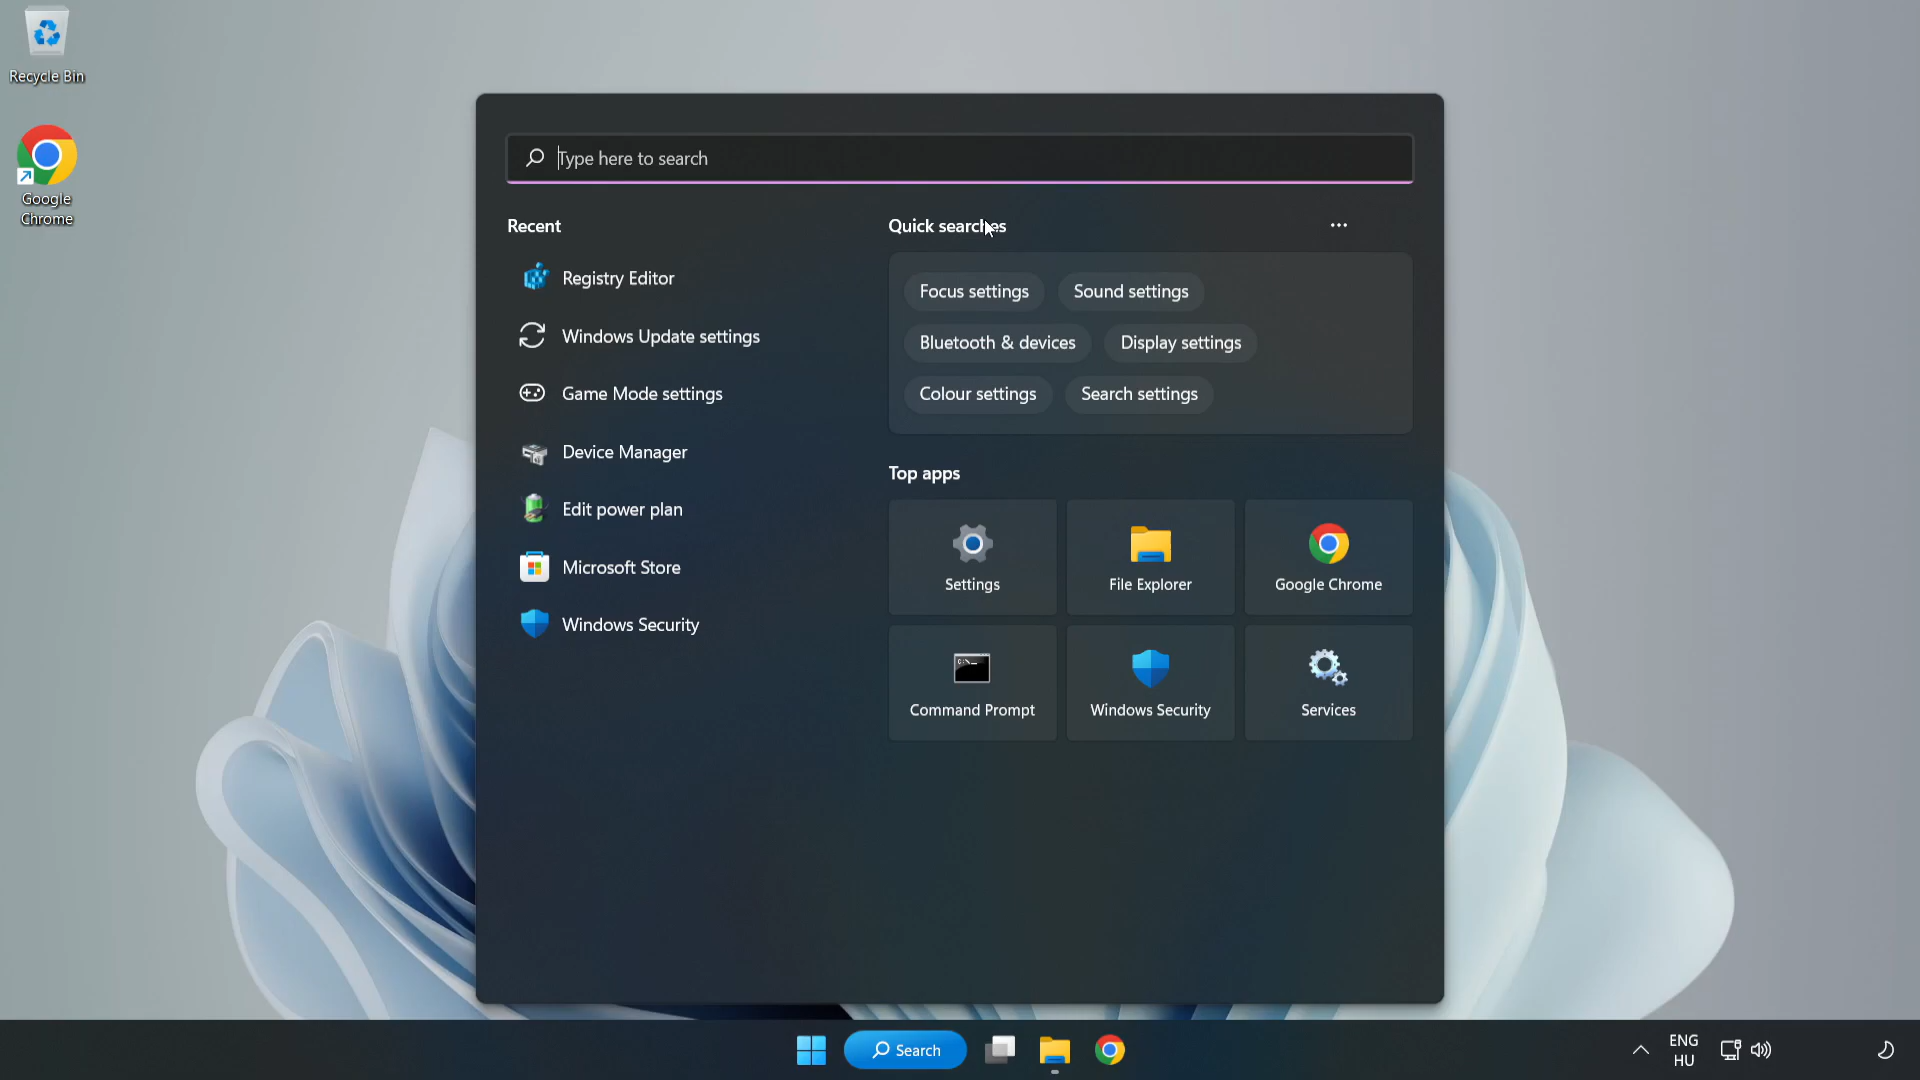 Recycle Bin
Google
Chrome
Type here to search
Recent
Registry Editor
Windows Update settings
Game Mode settings
Device Manager
Edit power plan
Microsoft Store
Windows Security
Quick searches
Focus settings
Sound settings
Bluetooth & devices
Display settings
Colour settings
Search settings
Top apps
Settings
File Explorer
Google Chrome
Command Prompt
Windows Security
Services
Search
ENG
HU